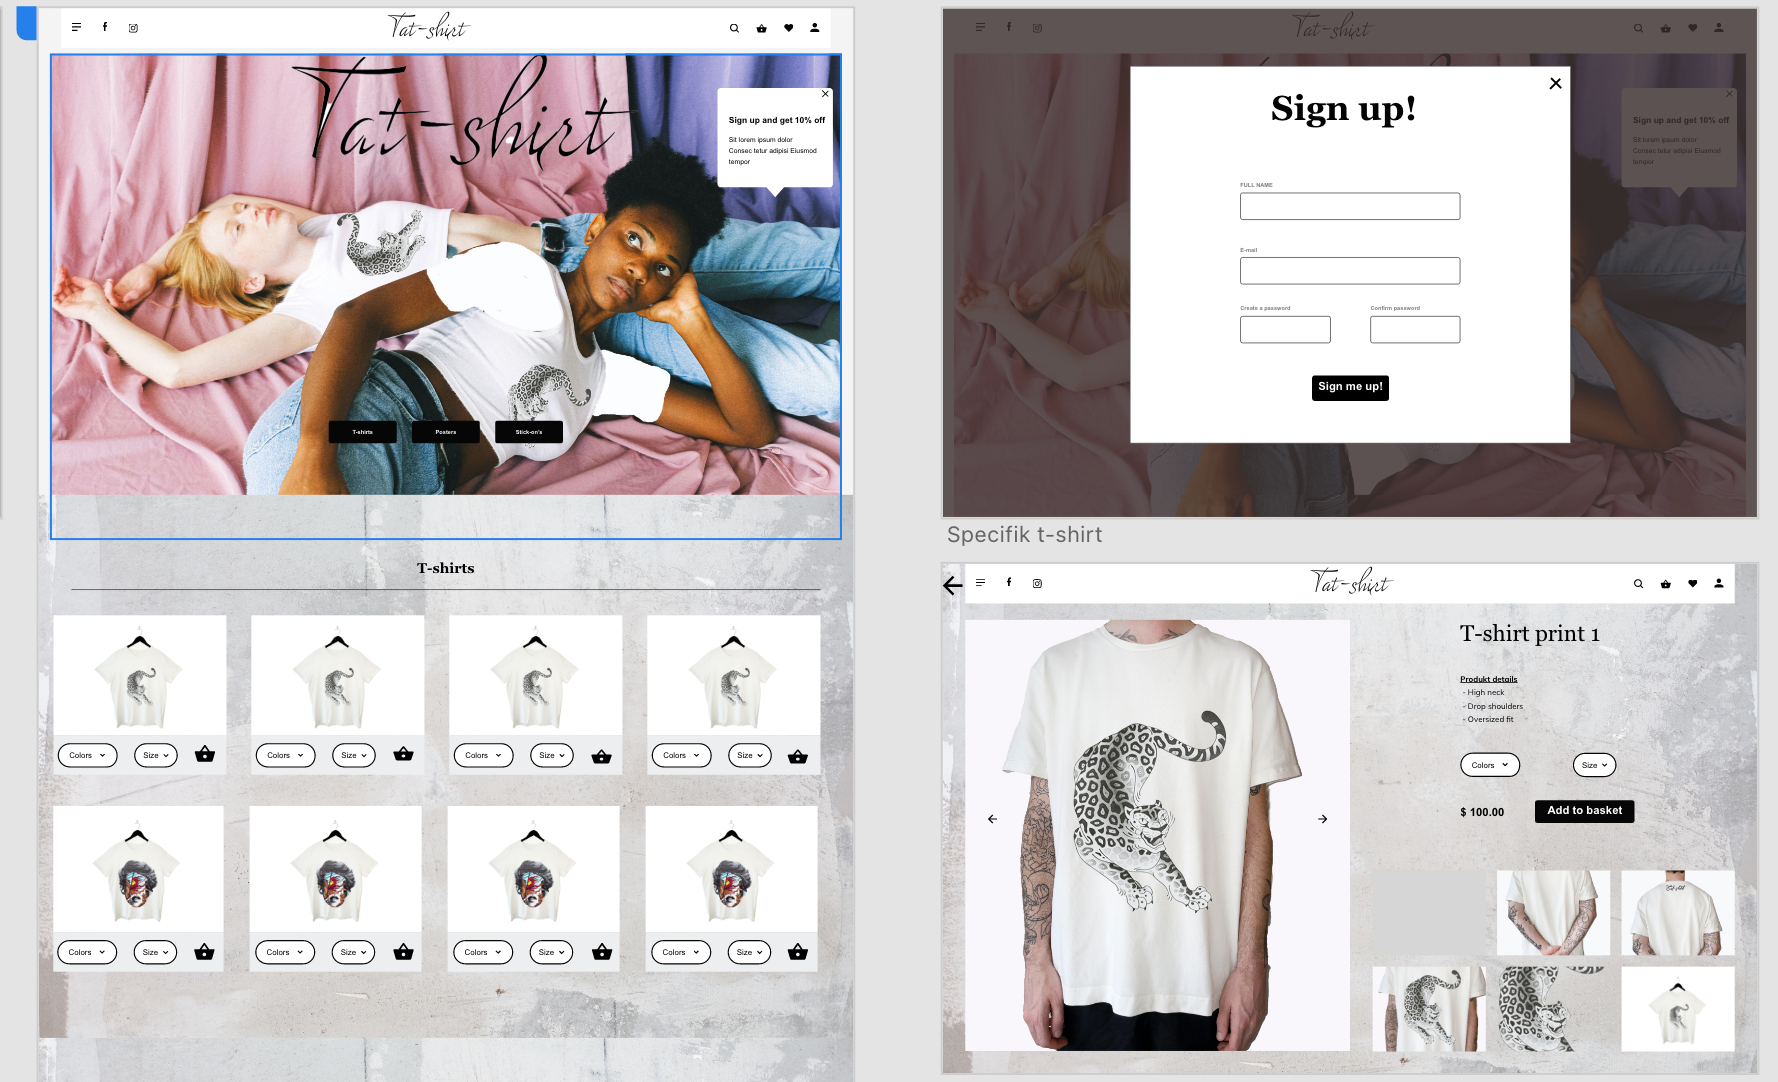 Tat-shirt
Tat-shirt
Sign up and get 10% off
Sit lorem ipsum dolor
Consec tetur adipisi Eiusmod
tempor
T-shirts
Posters
Stick-on's
T-shirts
Colors
Size
Colors
Size
Colors
Size
Colors
Size
Colors
Size
Colors
Size
Colors
Size
Colors
Size
Tat-shirt
Sign up and get 10% off
Sit lorem ipsum dolor
Consec tetur adipisi Eiusmod
tempor
Sign up!
FULL NAME
E-mail
Create a password
Confirm password
Sign me up!
Specifik t-shirt
Tat-shirt
T-shirt print 1
Produkt details
- High neck
- Drop shoulders
- Oversized fit
Colors
Size
$ 100.00
Add to basket
Tat-shirt